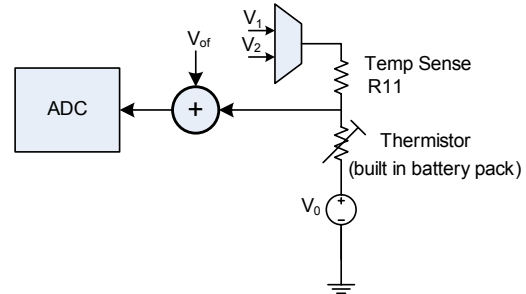 V1
V2
Vof
Temp Sense
R11
ADC
+
Thermistor
(built in battery pack)
V0
+
−